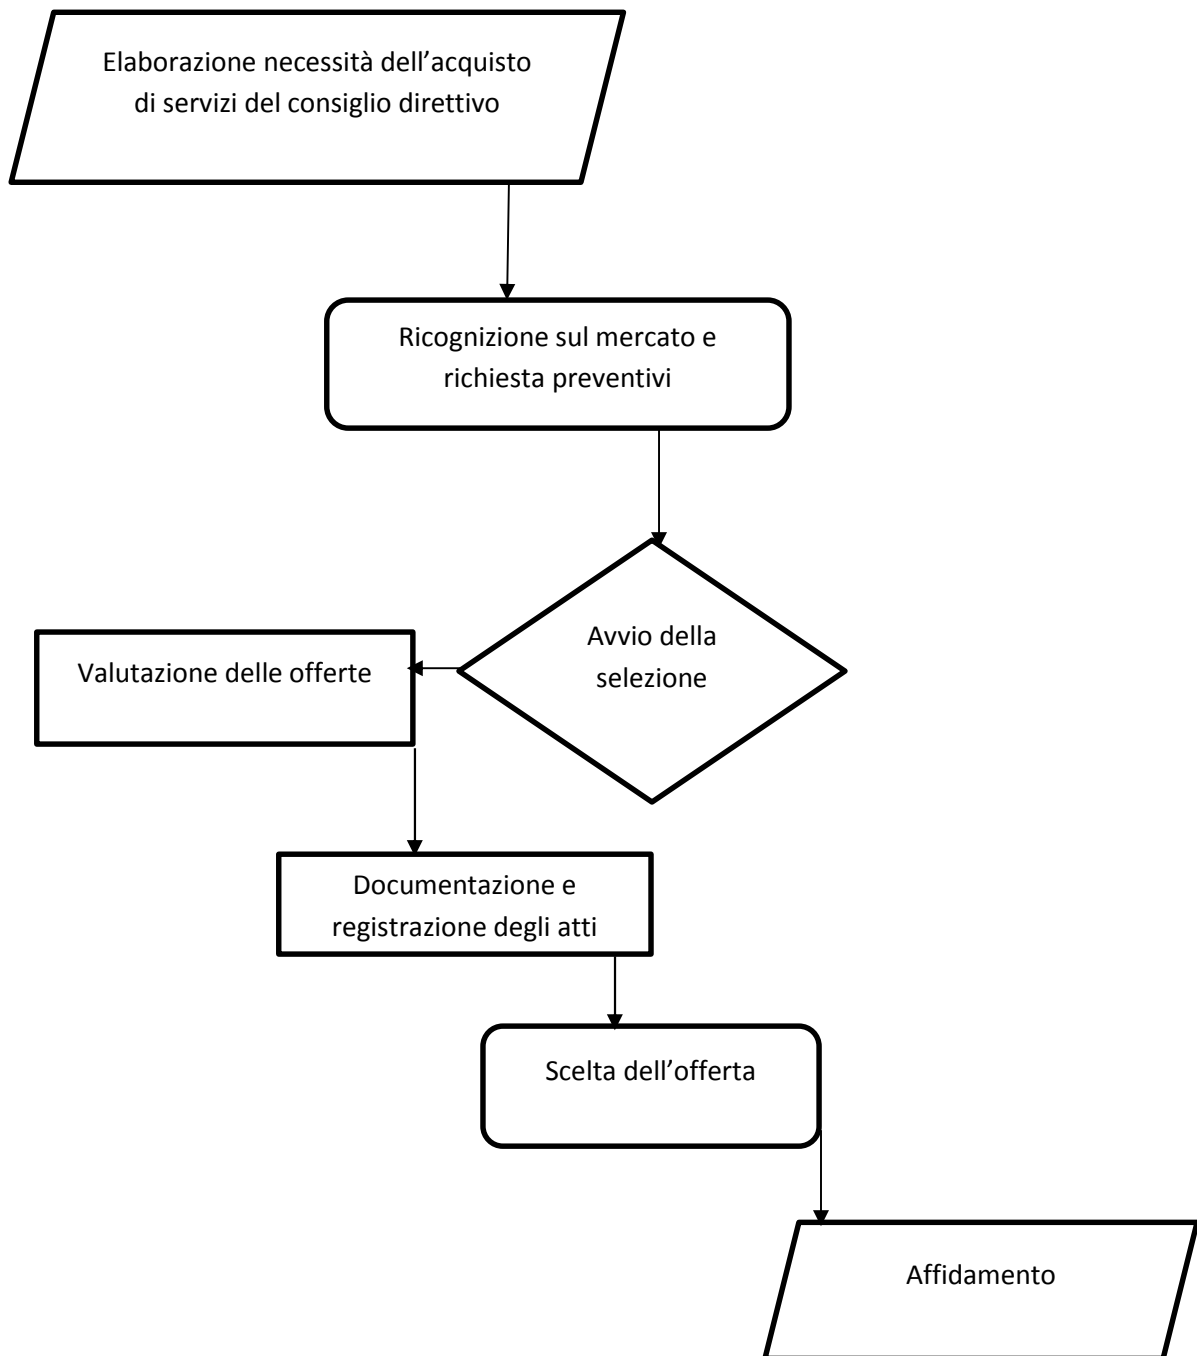 Elaborazione necessità dell’acquisto
di servizi del consiglio direttivo
Ricognizione sul mercato e
richiesta preventivi
Avvio della
selezione
Valutazione delle offerte
Documentazione e
registrazione degli atti
Scelta dell’offerta
Affidamento